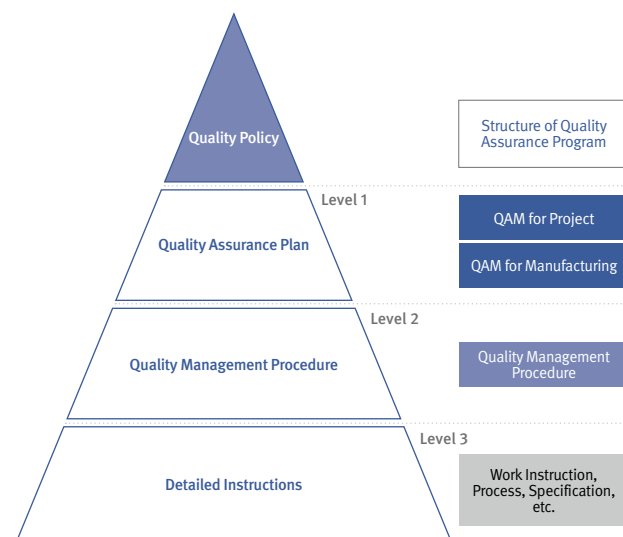 Quality Policy
Structure of Quality
Assurance Program
Level 1
Quality Assurance Plan
QAM for Project
QAM for Manufacturing
Level 2
Quality Management Procedure
Quality Management
Procedure
Level 3
Detailed Instructions
Work Instruction,
Process, Specification,
etc.